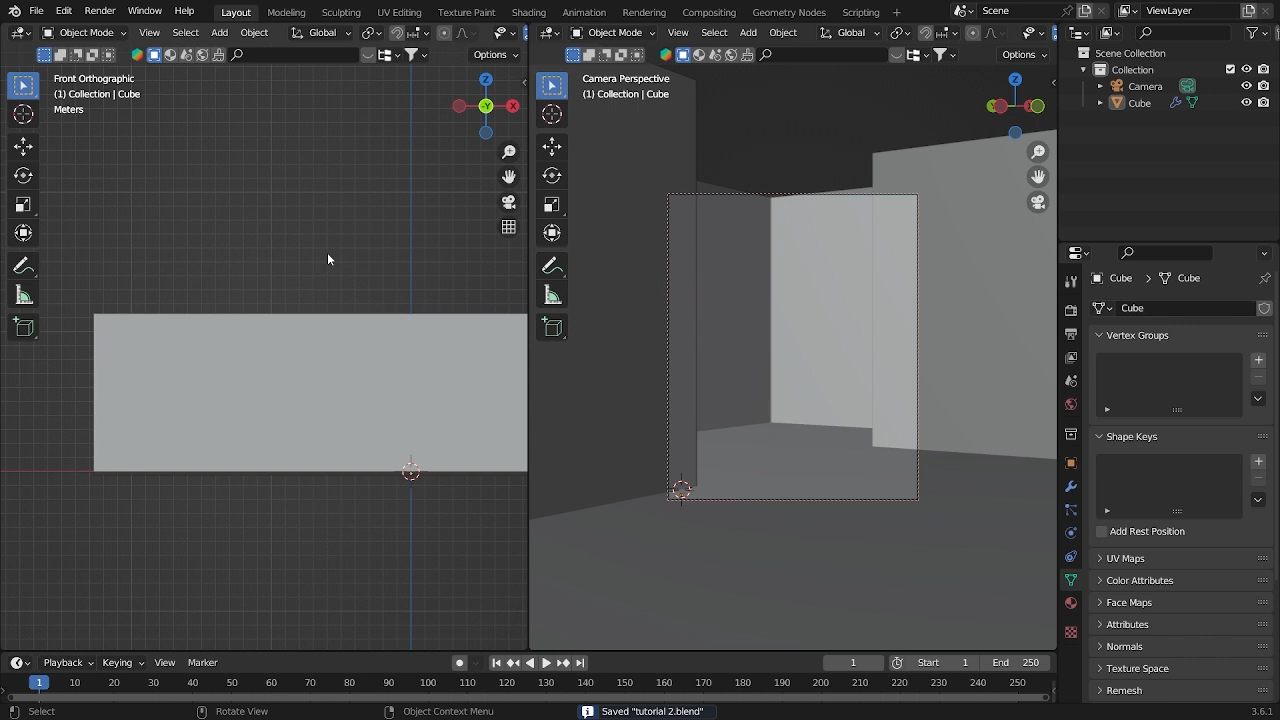 File Edit Render Window Help Layout Modeling Sculpting UV Editing Texture Paint Shading Animation Rendering Compositing Geometry Nodes Scripting + Scene ViewLayer
Object Mode View Select Add Object Global Object Mode View Select Add Object Global
Options Options
Front Orthographic
(1) Collection | Cube
Meters
Z
X
-Y
Camera Perspective
(1) Collection | Cube
Z
Scene Collection
Collection
Camera
Cube
Cube > Cube
Cube
Vertex Groups
Shape Keys
Add Rest Position
UV Maps
Color Attributes
Face Maps
Attributes
Normals
Texture Space
Remesh
Playback Keying View Marker 1 Start 1 End 250
1 10 20 30 40 50 60 70 80 90 100 110 120 130 140 150 160 170 180 190 200 210 220 230 240 250
Select Rotate View Object Context Menu Saved "tutorial 2.blend" 3.6.1